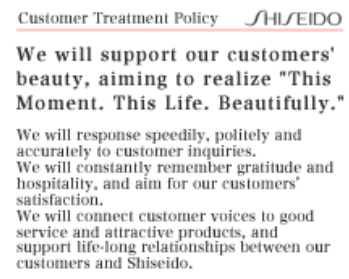 Customer Treatment Policy SHISEIDO
We will support our customers'
beauty, aiming to realize "This
Moment. This Life. Beautifully."
We will response speedily, politely and
accurately to customer inquiries.
We will constantly remember gratitude and
hospitality, and aim for our customers'
satisfaction.
We will connect customer voices to good
service and attractive products, and
support life-long relationships between our
customers and Shiseido.